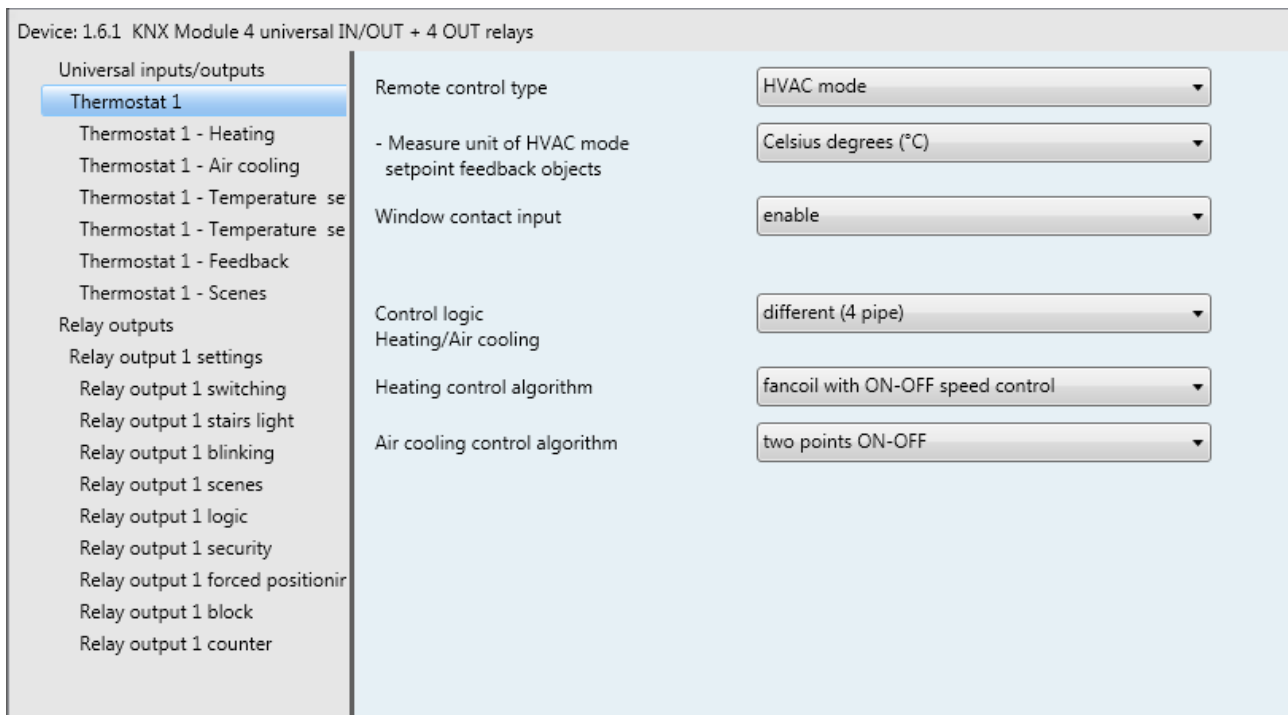 Device: 1.6.1 KNX Module 4 universal IN/OUT + 4 OUT relays
Universal inputs/outputs
Thermostat 1
Thermostat 1 - Heating
Thermostat 1 - Air cooling
Thermostat 1 - Temperature se
Thermostat 1 - Temperature se
Thermostat 1 - Feedback
Thermostat 1 - Scenes
Relay outputs
Relay output 1 settings
Relay output 1 switching
Relay output 1 stairs light
Relay output 1 blinking
Relay output 1 scenes
Relay output 1 logic
Relay output 1 security
Relay output 1 forced positionir
Relay output 1 block
Relay output 1 counter
Remote control type
HVAC mode
- Measure unit of HVAC mode
setpoint feedback objects
Celsius degrees (°C)
Window contact input
enable
Control logic
Heating/Air cooling
different (4 pipe)
Heating control algorithm
fancoil with ON-OFF speed control
Air cooling control algorithm
two points ON-OFF